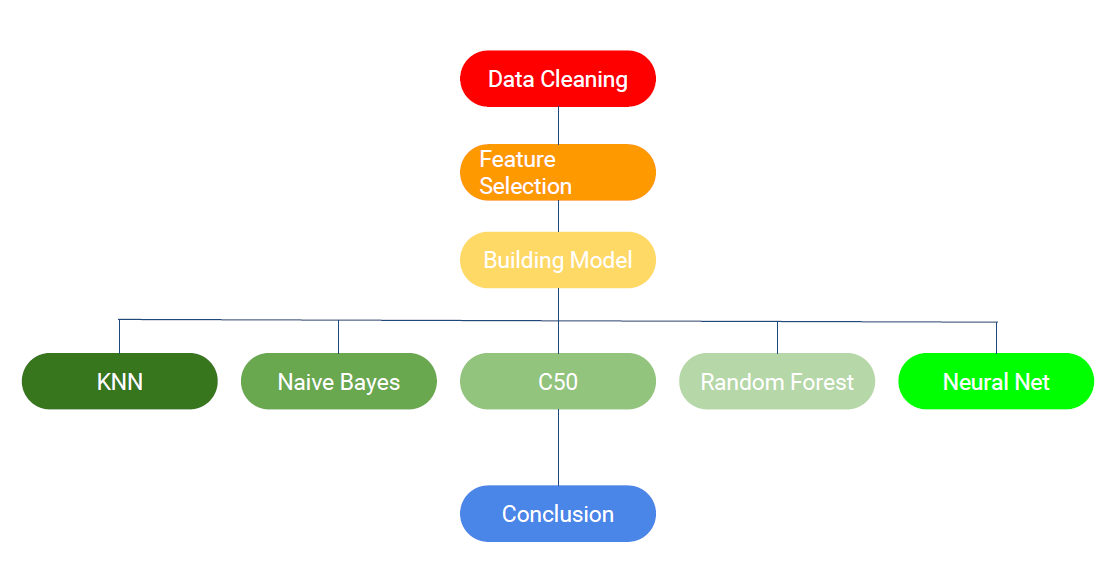 Data Cleaning
Feature
Selection
Building Model
KNN
Naive Bayes
C50
Random Forest
Neural Net
Conclusion